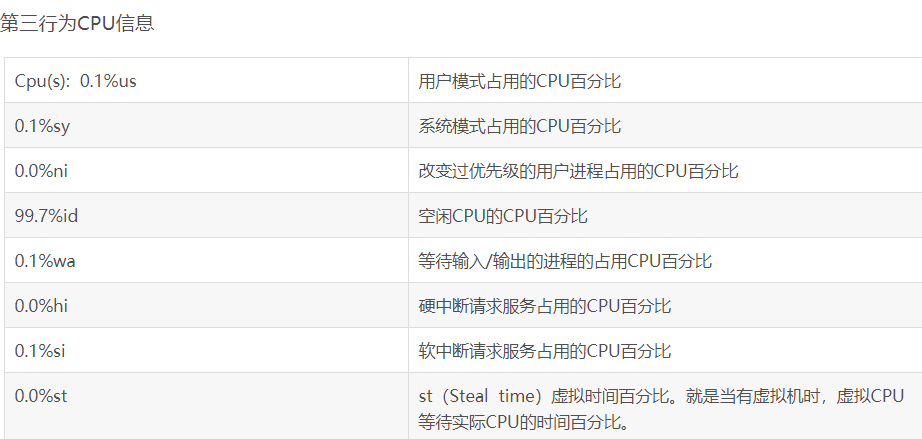 第三行为CPU信息
Cpu(s): 0.1%us
用户模式占用的CPU百分比
0.1%sy
系统模式占用的CPU百分比
0.0%ni
改变过优先级的用户进程占用的CPU百分比
99.7%id
空闲CPU的CPU百分比
0.1%wa
等待输入/输出的进程的占用CPU百分比
0.0%hi
硬中断请求服务占用的CPU百分比
0.1%si
软中断请求服务占用的CPU百分比
0.0%st
st（Steal time）虚拟时间百分比。就是当有虚拟机时，虚拟CPU
等待实际CPU的时间百分比。